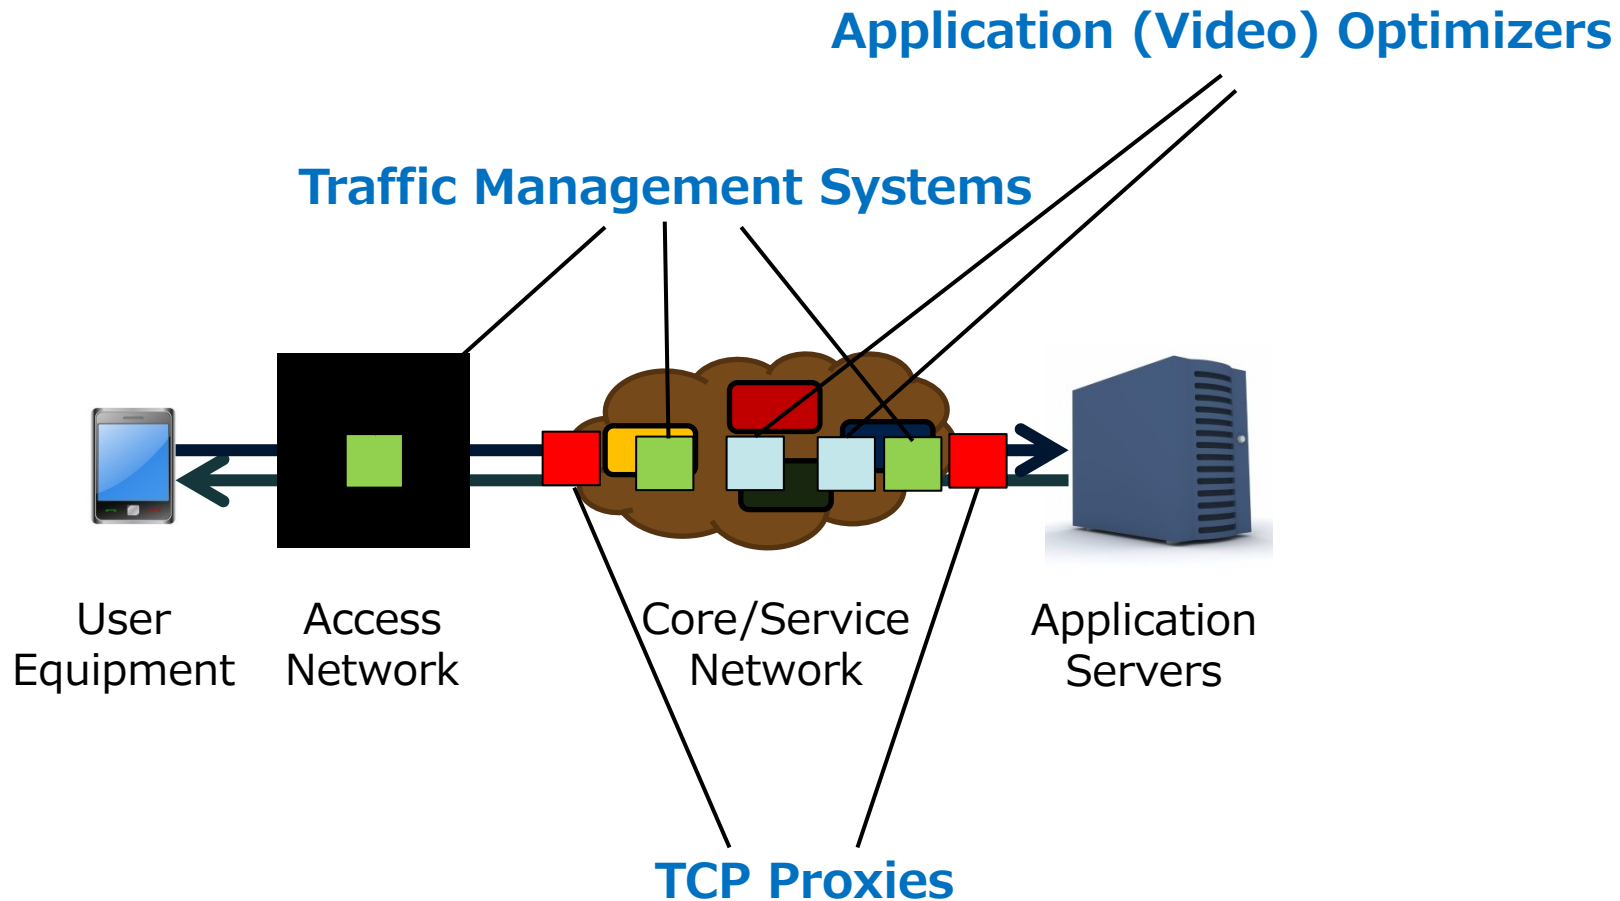 Application (Video) Optimizers
Traffic Management Systems
User
Equipment
Access
Network
Core/Service
Network
Application
Servers
TCP Proxies